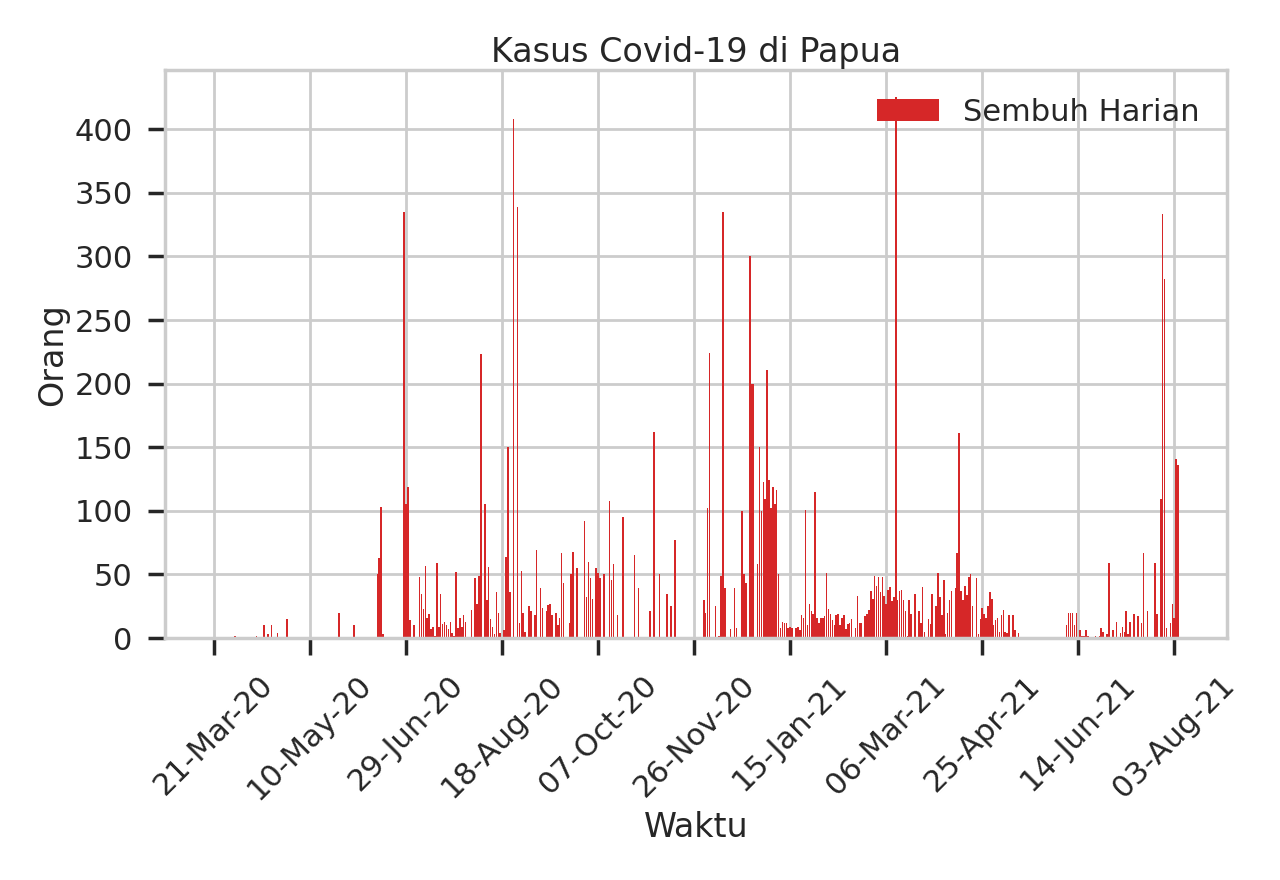 Kasus Covid-19 di Papua
Sembuh Harian
Orang
400
350
300
250
200
150
100
50
0
21-Mar-20
10-May-20
29-Jun-20
18-Aug-20
07-Oct-20
26-Nov-20
15-Jan-21
06-Mar-21
25-Apr-21
14-Jun-21
03-Aug-21
Waktu